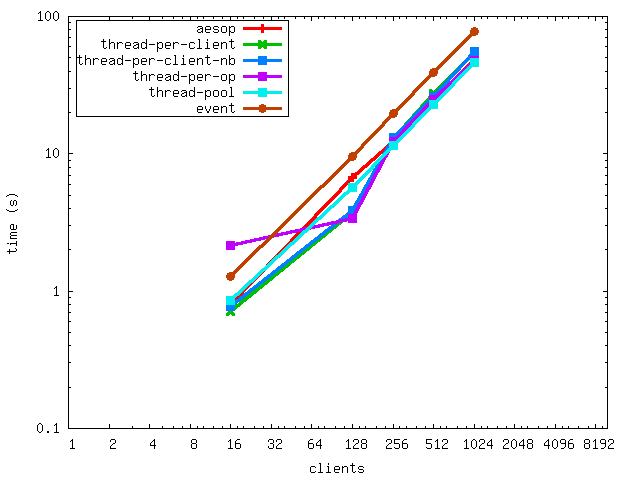 100
10
1
0.1
time (s)
aesop
thread-per-client
thread-per-client-nb
thread-per-op
thread-pool
event
1 2 4 8 16 32 64 128 256 512 1024 2048 4096 8192
clients